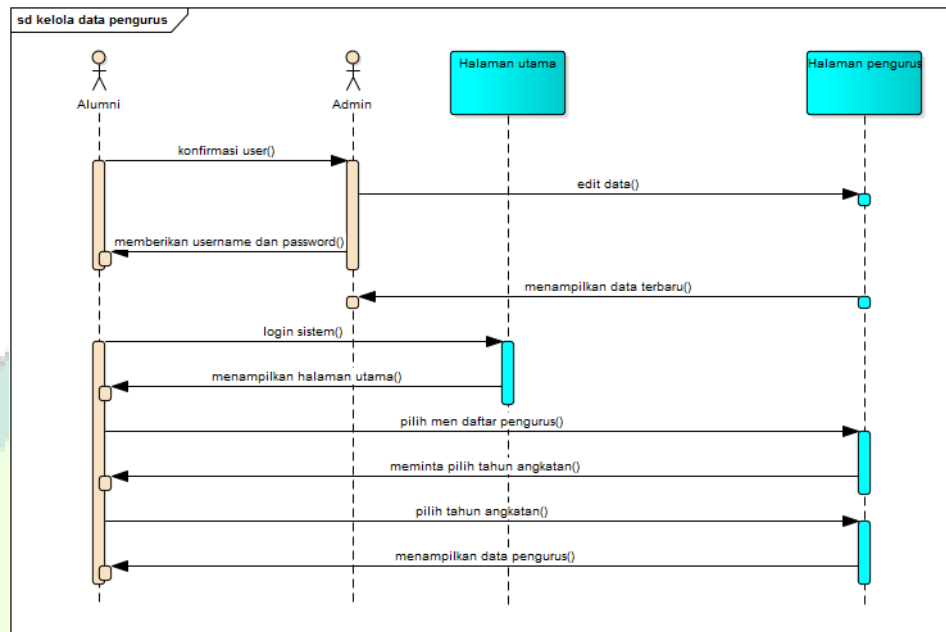 sd kelola data pengurus
Alumni
Admin
Halaman utama
Halaman pengurus
konfirmasi user()
edit data()
memberikan username dan password()
menampilkan data terbaru()
login sistem()
menampilkan halaman utama()
pilih men daftar pengurus()
meminta pilih tahun angkatan()
pilih tahun angkatan()
menampilkan data pengurus()